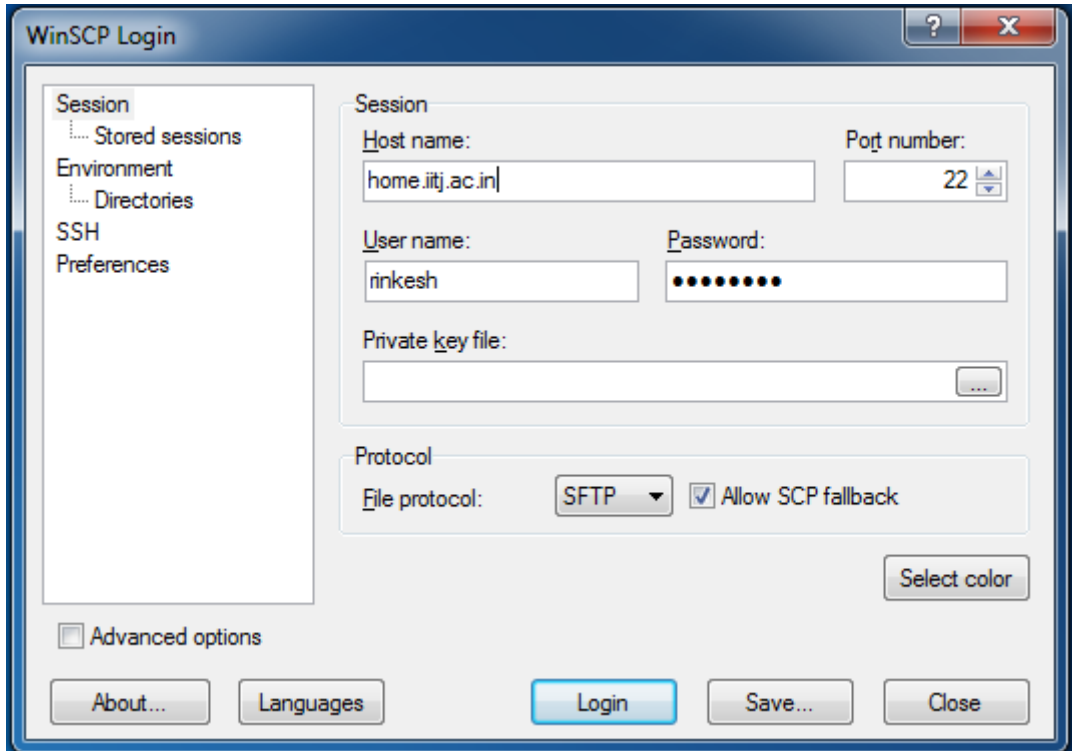 WinSCP Login
?
X
Session
Stored sessions
Environment
Directories
SSH
Preferences
Session
Host name:
Port number:
home.iitj.ac.in
22
User name:
Password:
rinkesh
••••••••
Private key file:
...
Protocol
File protocol:
SFTP
Allow SCP fallback
Select color
Advanced options
About...
Languages
Login
Save...
Close